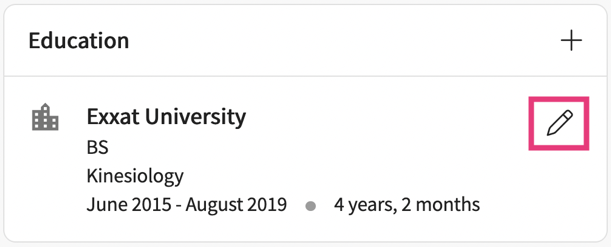 Education
Exxat University
BS
Kinesiology
June 2015 - August 2019 ● 4 years, 2 months